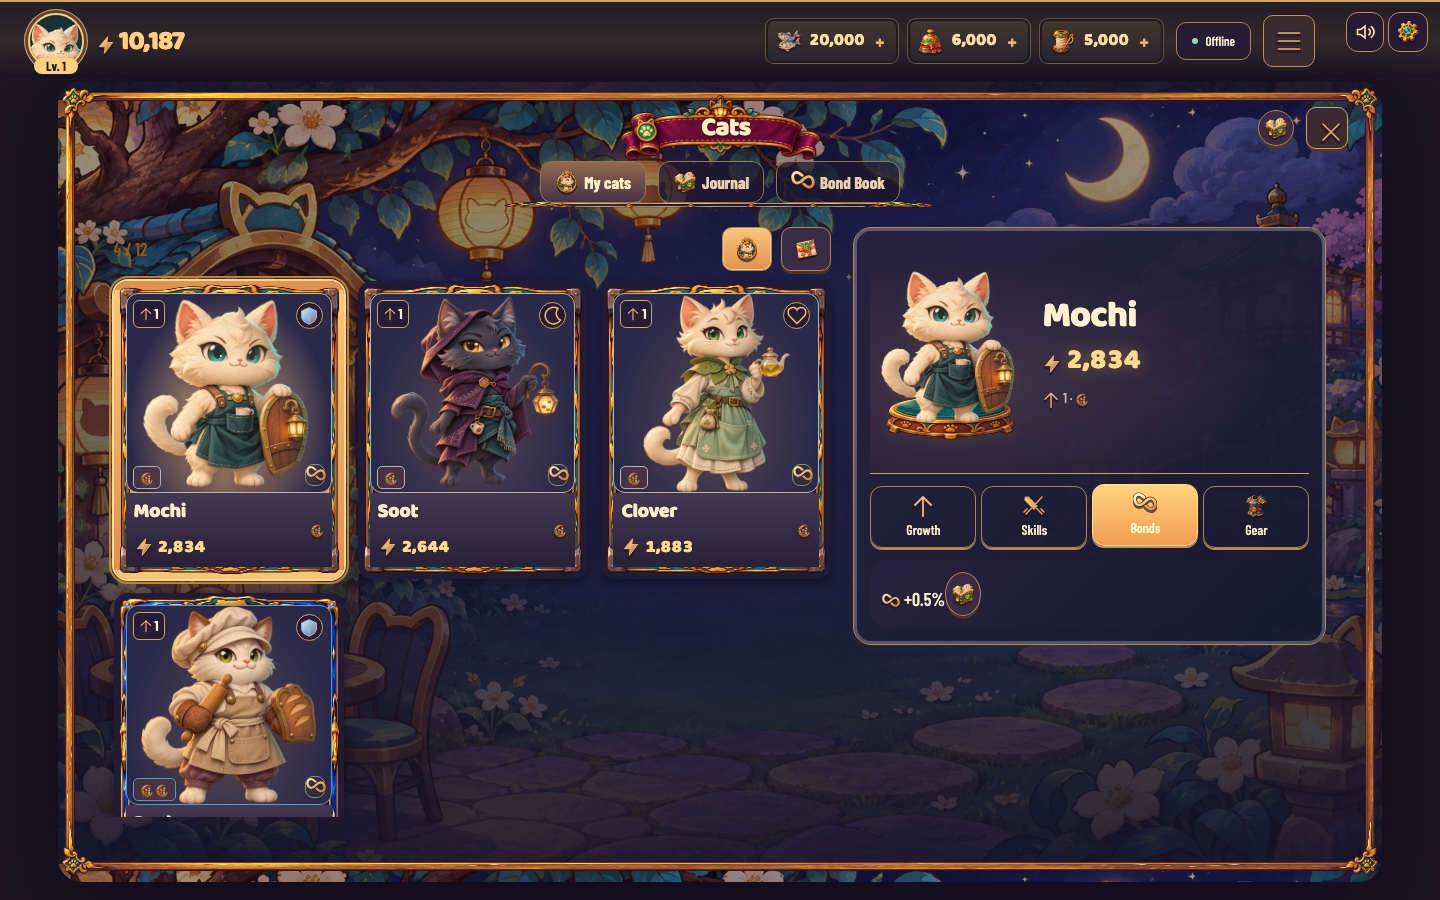 10,187
Lv. 1
20,000 +
6,000 +
5,000 +
Offline
Cats
My cats
Journal
Bond Book
4 / 12
1
Mochi
2,834
1
Soot
2,644
1
Clover
1,883
1
Mochi
2,834
1 ·
Growth
Skills
Bonds
Gear
+0.5%